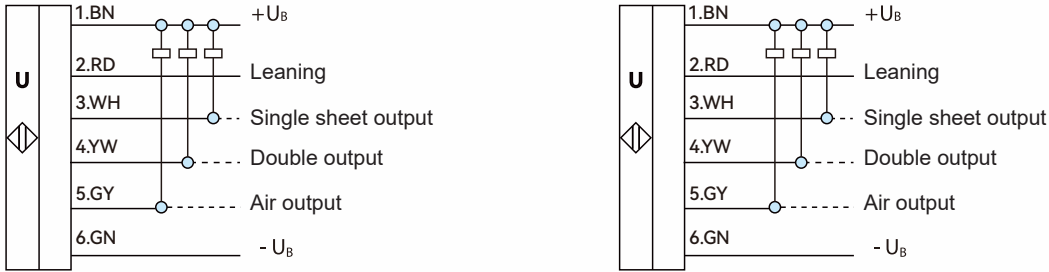 1.BN +UB
U
2.RD Leaning
3.WH Single sheet output
4.YW Double output
5.GY Air output
6.GN - UB
1.BN +UB
U
2.RD Leaning
3.WH Single sheet output
4.YW Double output
5.GY Air output
6.GN - UB